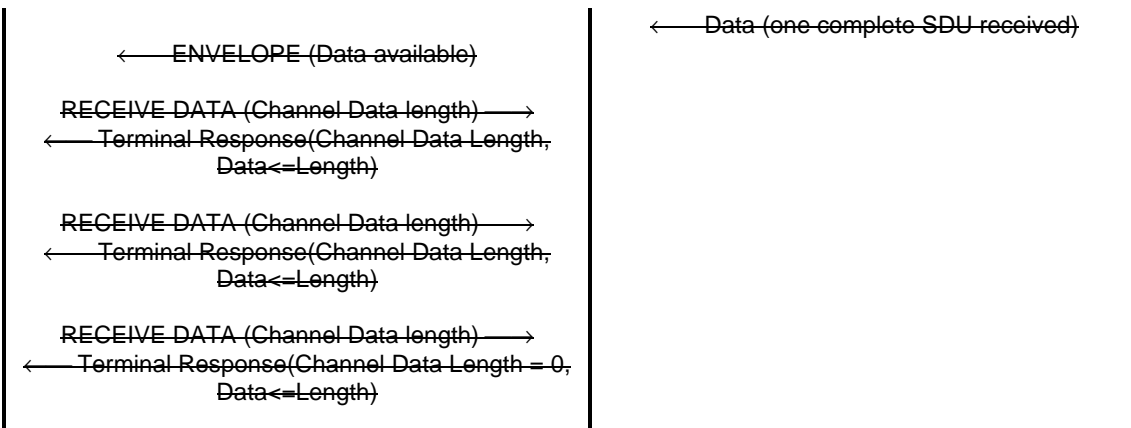 ← Data (one complete SDU received)
← ENVELOPE (Data available)
RECEIVE DATA (Channel Data length) →
← Terminal Response(Channel Data Length,
Data<=Length)
RECEIVE DATA (Channel Data length) →
← Terminal Response(Channel Data Length,
Data<=Length)
RECEIVE DATA (Channel Data length) →
← Terminal Response(Channel Data Length = 0,
Data<=Length)